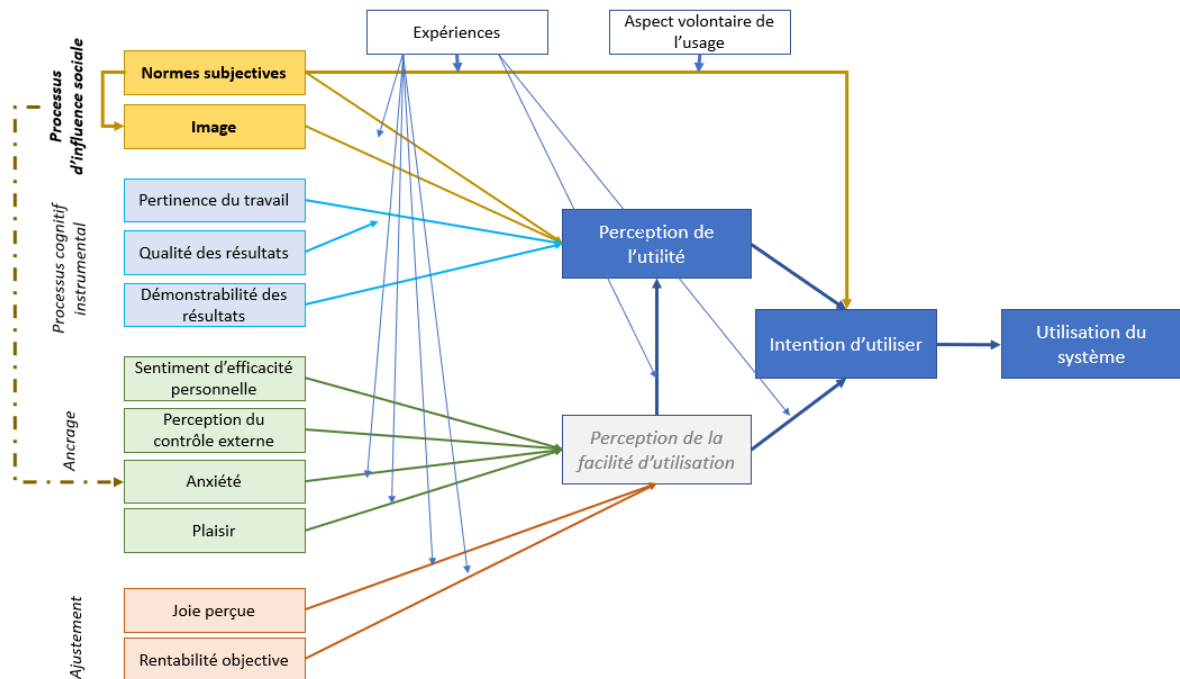 Expériences
Aspect volontaire de
l’usage
Processus
d’influence sociale
Normes subjectives
Image
Processus cognitif
instrumental
Pertinence du travail
Qualité des résultats
Démonstrabilité des
résultats
Perception de
l’utilité
Intention d’utiliser
Utilisation du
système
Ancrage
Sentiment d’efficacité
personnelle
Perception du
contrôle externe
Anxiété
Plaisir
Perception de la
facilité d’utilisation
Ajustement
Joie perçue
Rentabilité objective